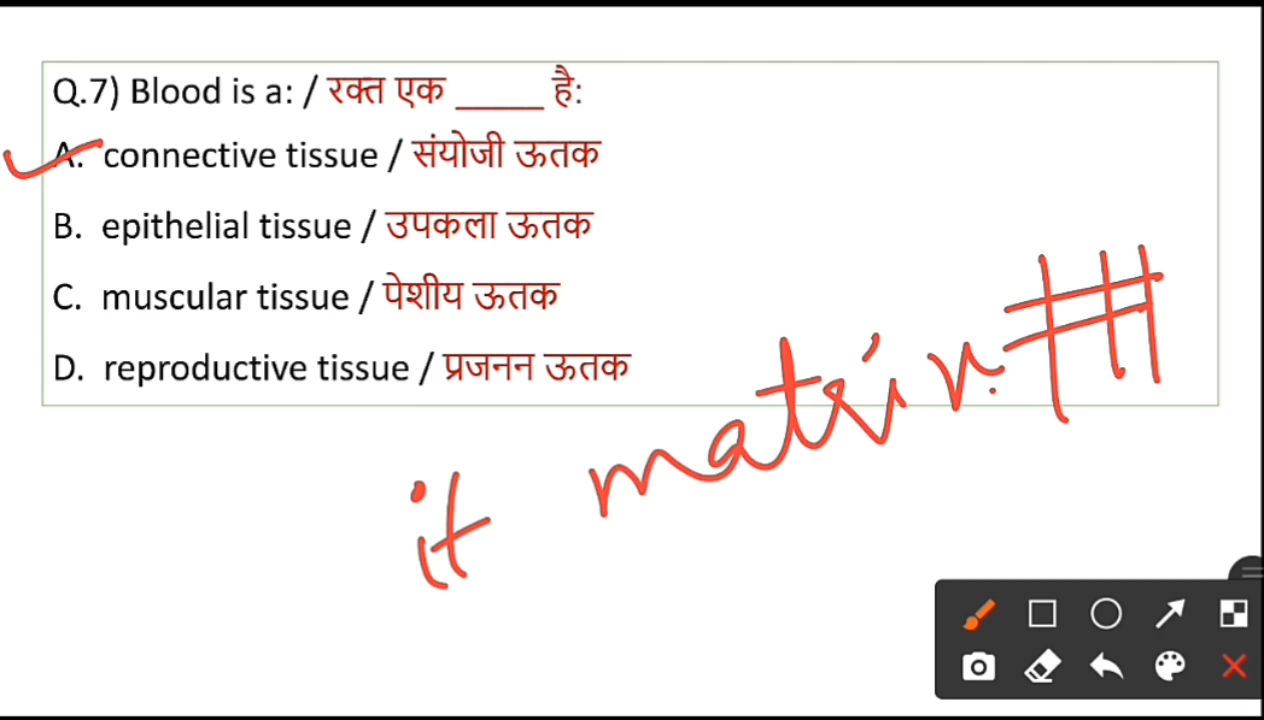 Q.7) Blood is a: / रक्त एक _____ है:
A. connective tissue / संयोजी ऊतक
B. epithelial tissue / उपकला ऊतक
C. muscular tissue / पेशीय ऊतक
D. reproductive tissue / प्रजनन ऊतक
it matrix